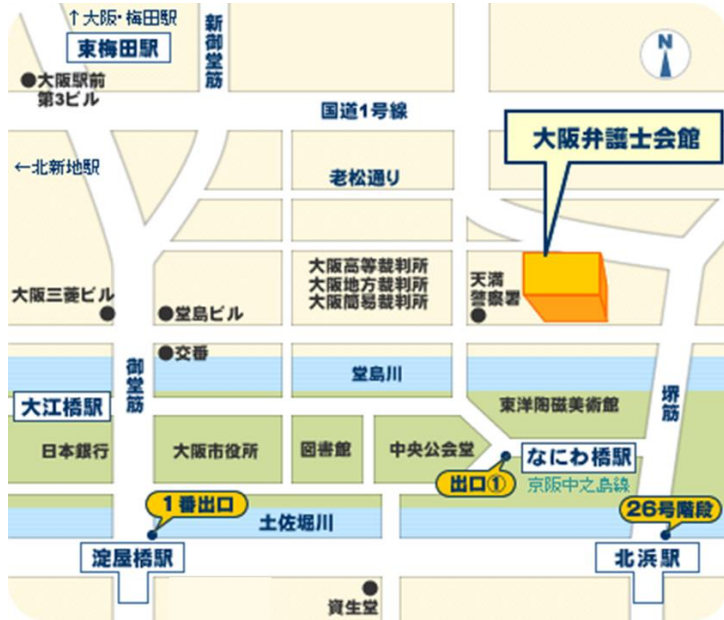 ↑大阪・梅田駅
東梅田駅
新御堂筋
N
●大阪駅前
第3ビル
国道1号線
大阪弁護士会館
←北新地駅
老松通り
大阪高等裁判所
大阪地方裁判所
大阪簡易裁判所
天満
警察署
大阪三菱ビル
堂島ビル
交番
御堂筋
堂島川
堺筋
大江橋駅
東洋陶磁美術館
日本銀行
大阪市役所
図書館
中央公会堂
なにわ橋駅
出口①
京阪中之島線
1番出口
土佐堀川
26号階段
淀屋橋駅
北浜駅
資生堂